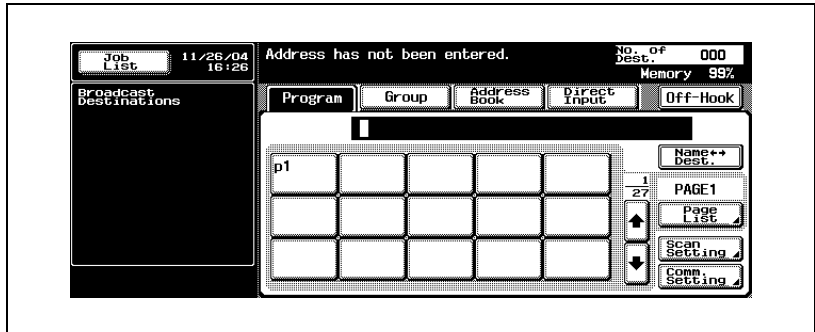 Job List
11/26/04
16:26
Address has not been entered.
No. of Dest.
000
Memory 99%
Broadcast
Destinations
Program
Group
Address Book
Direct Input
Off-Hook
Name↔Dest.
p1
1
27
PAGE1
Page List
Scan Setting
Comm. Setting